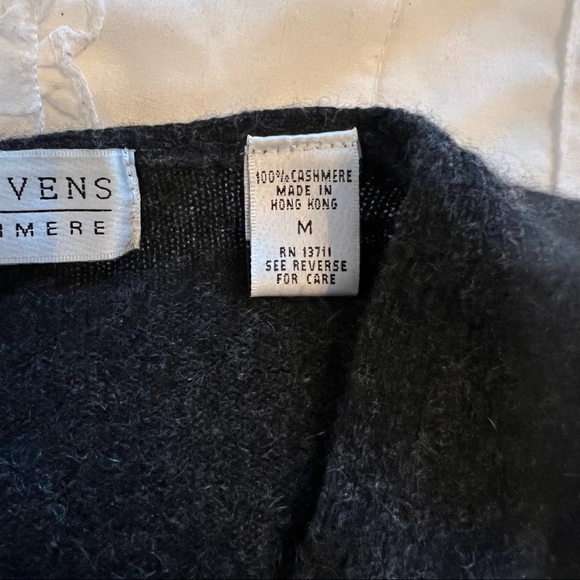 VENS
MERE
100% CASHMERE
MADE IN
HONG KONG
M
RN 13711
SEE REVERSE
FOR CARE